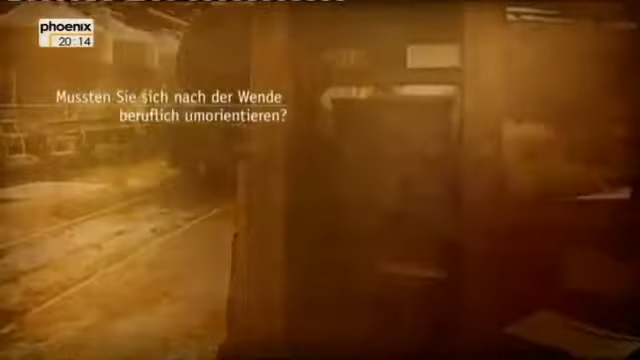 phoenix
20:14
Mussten Sie sich nach der Wende
beruflich umorientieren?